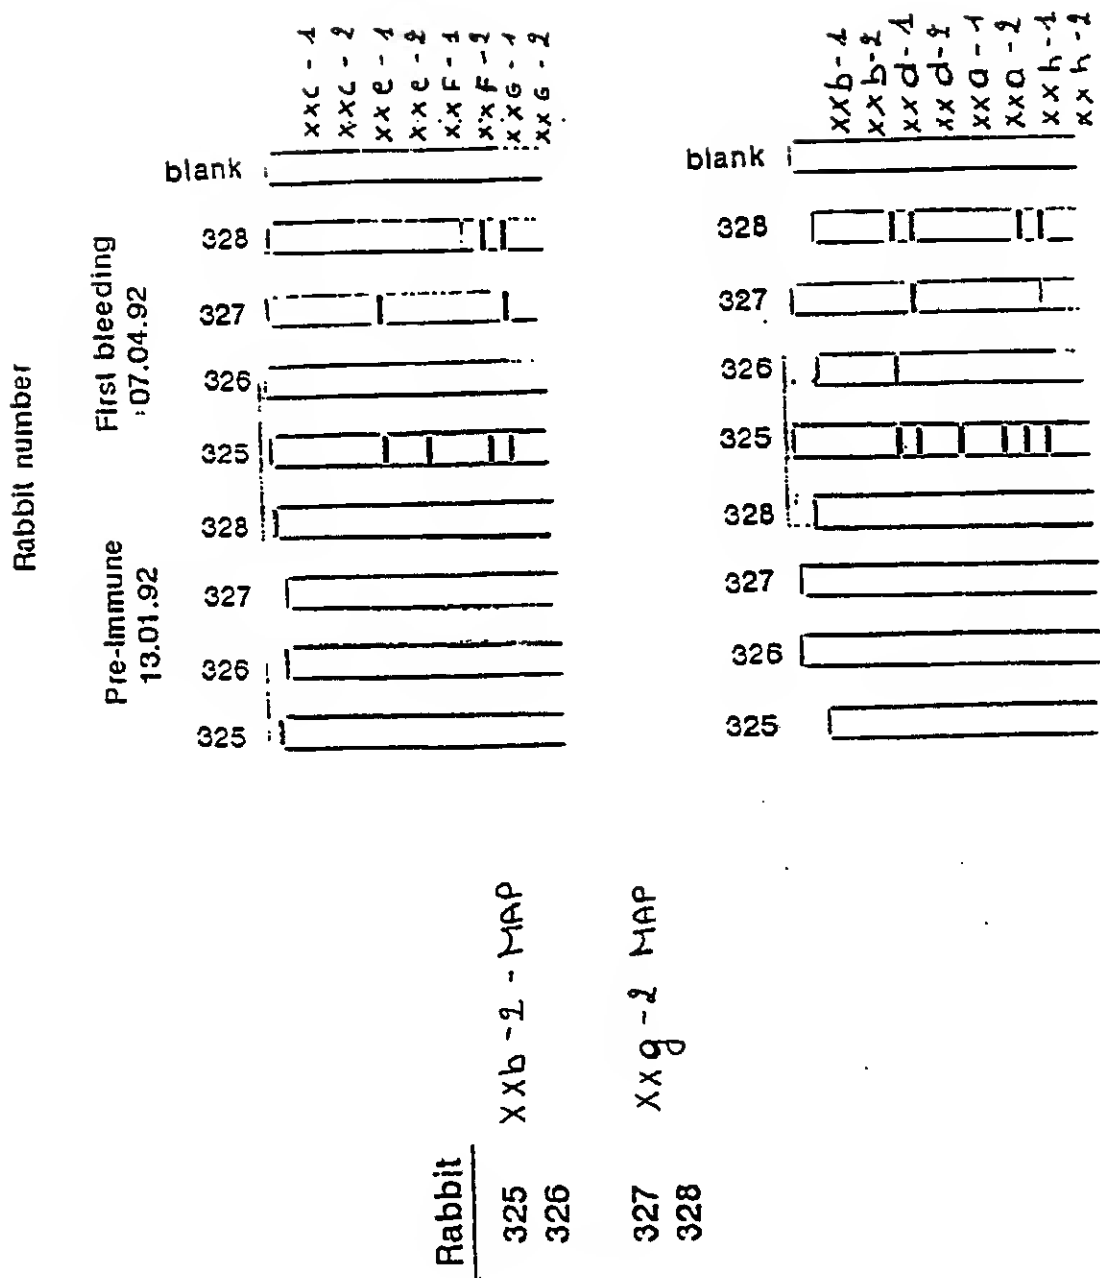 Rabbit number
Pre-Immune
13.01.92
First bleeding
07.04.92
blank
328
327
326
325
328
327
326
325
xxc - 1
xxc - 2
xxe - 1
xxe - 2
xxF - 1
xxF - 2
xxG - 1
xxG - 2
blank
328
327
326
325
328
327
326
325
xxb - 1
xxb - 2
xxd - 1
xxd - 2
xxa - 1
xxa - 2
xxh - 1
xxh - 2
Rabbit
325 xxb - 2 - MAP
326
327 xxg - 2 MAP
328